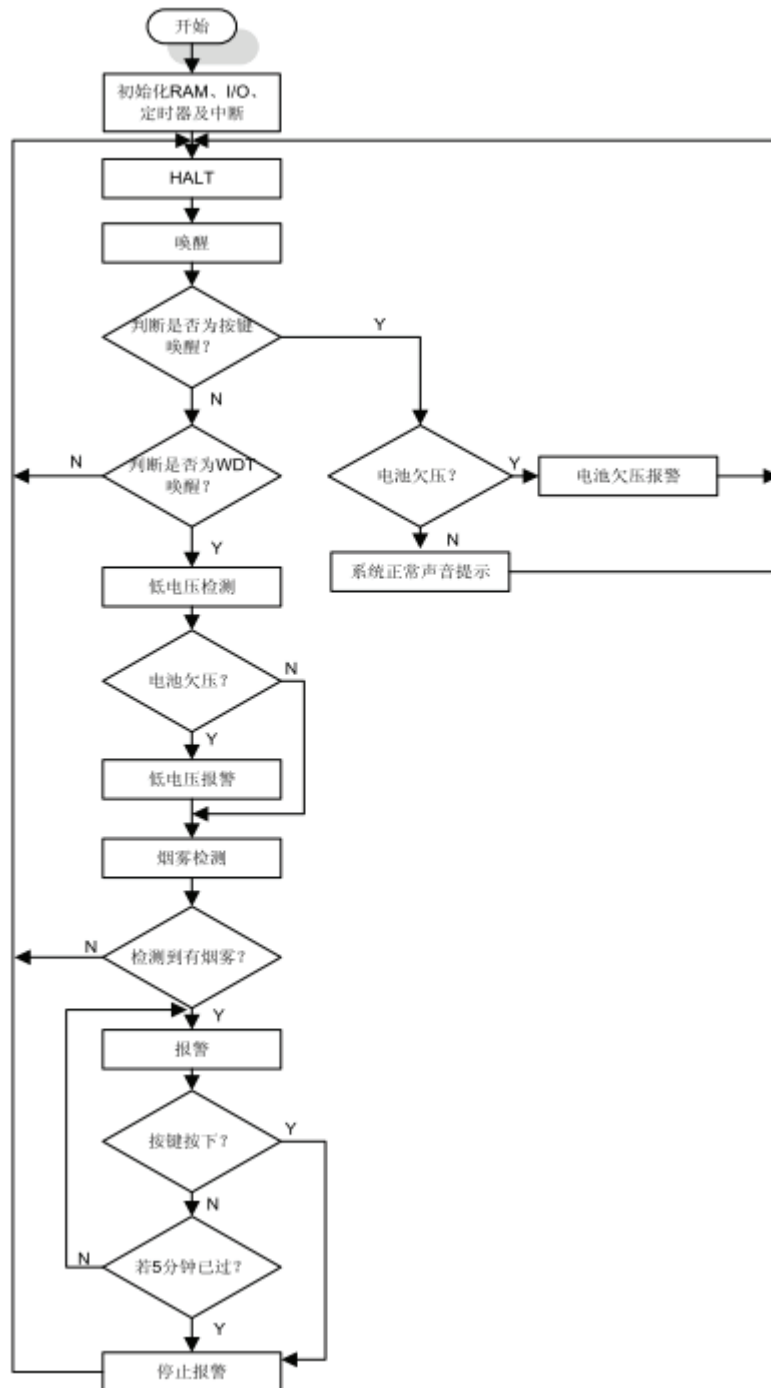 开始
初始化RAM、I/O、
定时器及中断
HALT
唤醒
判断是否为按键
唤醒？
Y
N
判断是否为WDT
唤醒？
N
Y
电池欠压？
Y
电池欠压报警
N
系统正常声音提示
低电压检测
电池欠压？
N
Y
低电压报警
烟雾检测
检测到有烟雾？
N
Y
报警
按键按下？
Y
N
若5分钟已过？
N
Y
停止报警